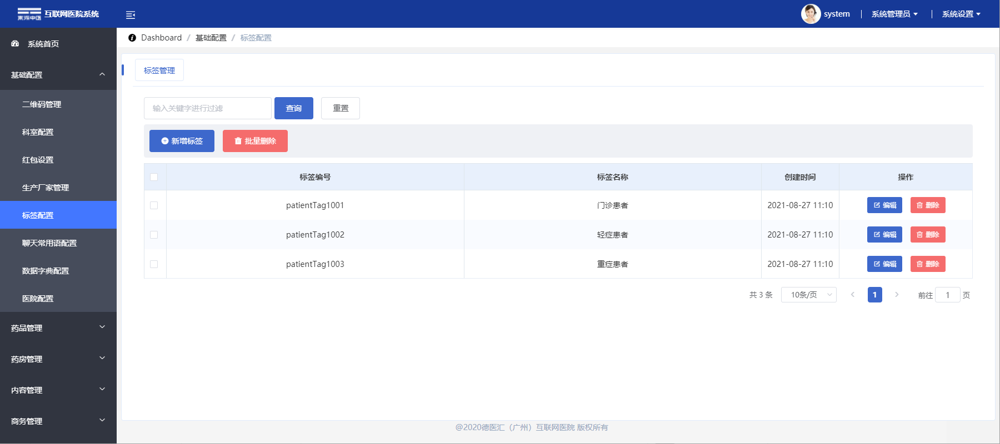 東派中医 互联网医院系统
system
系统管理员
系统设置
系统首页
基础配置
二维码管理
科室配置
红包设置
生产厂家管理
标签配置
聊天常用语配置
数据字典配置
医院配置
药品管理
药房管理
内容管理
商务管理
Dashboard / 基础配置 / 标签配置
标签管理
输入关键字进行过滤 查询 重置
新增标签 批量删除
标签编号 标签名称 创建时间 操作
patientTag1001 门诊患者 2021-08-27 11:10 编辑 删除
patientTag1002 轻症患者 2021-08-27 11:10 编辑 删除
patientTag1003 重症患者 2021-08-27 11:10 编辑 删除
共 3 条 10条/页 1 前往 1 页
@2020德医汇（广州）互联网医院 版权所有